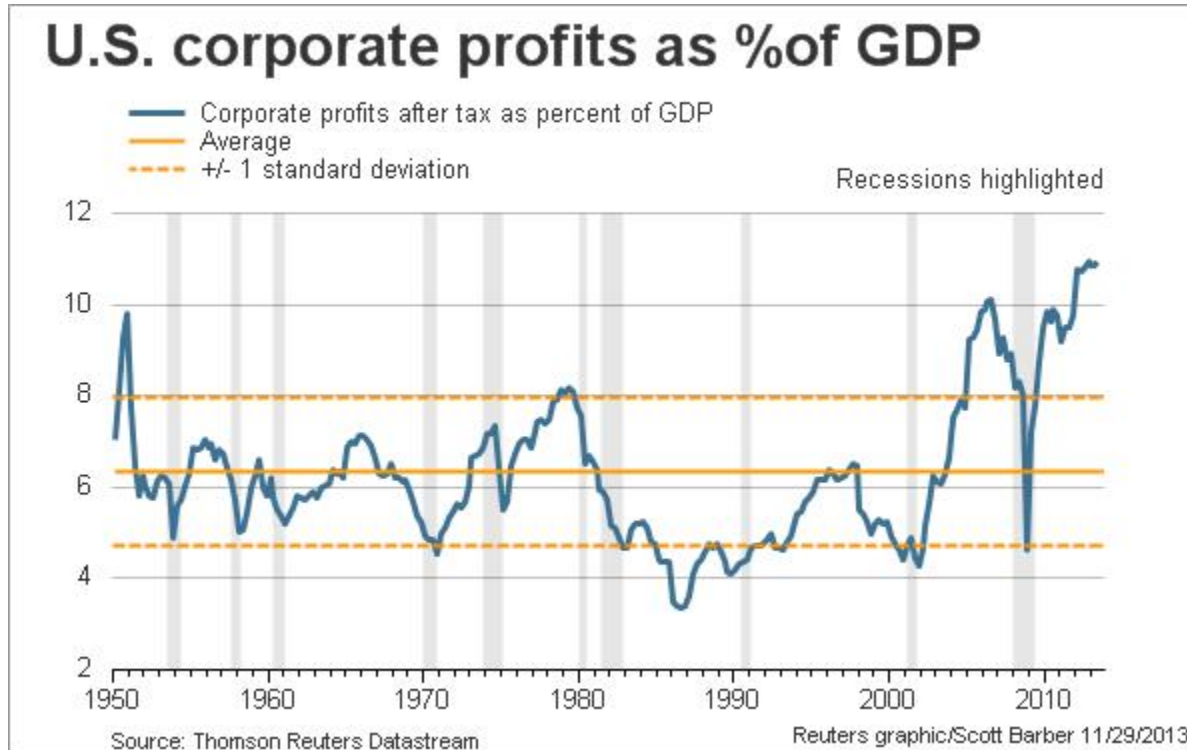 U.S. corporate profits as %of GDP
Corporate profits after tax as percent of GDP
Average
+/- 1 standard deviation
Recessions highlighted
12
10
8
6
4
2
1950 1960 1970 1980 1990 2000 2010
Source: Thomson Reuters Datastream
Reuters graphic/Scott Barber 11/29/2013